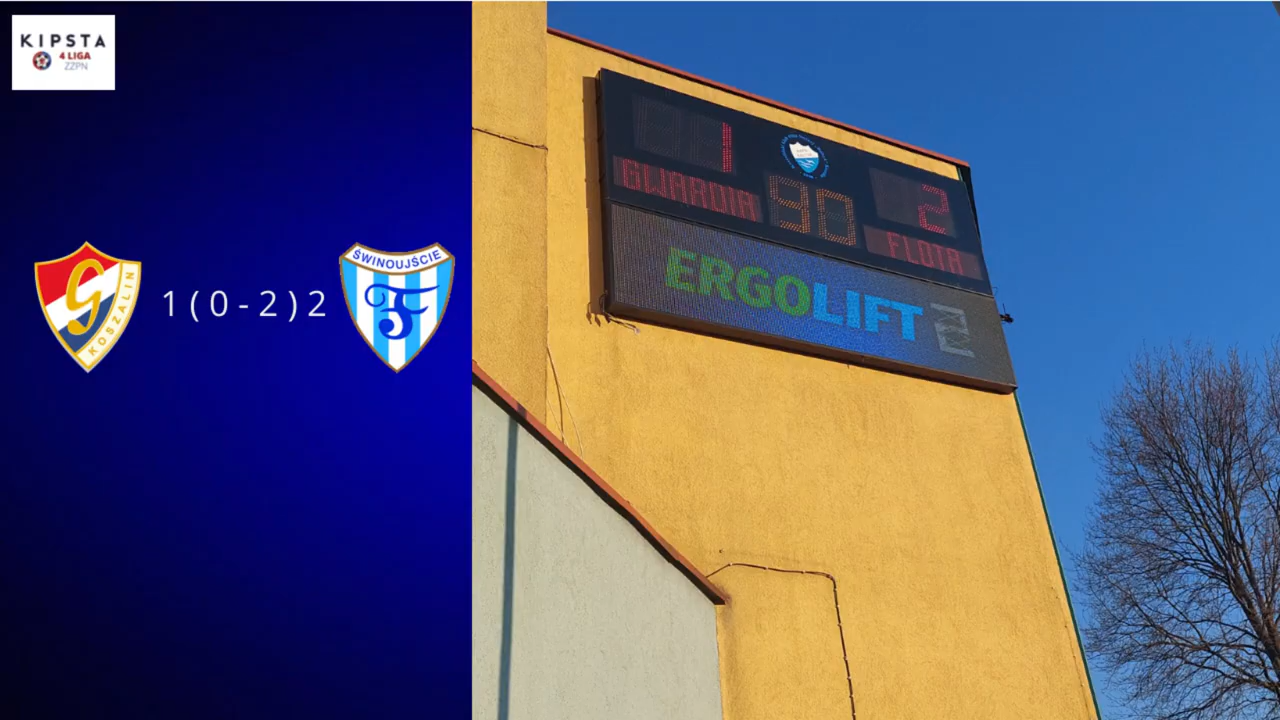 KIPSTA
4 LIGA
ZZPN
G
KOSZALIN
1 ( 0 - 2 ) 2
ŚWINOUJŚCIE
F
1
GWARDIA
90
2
FLOTA
ERGOLIFT